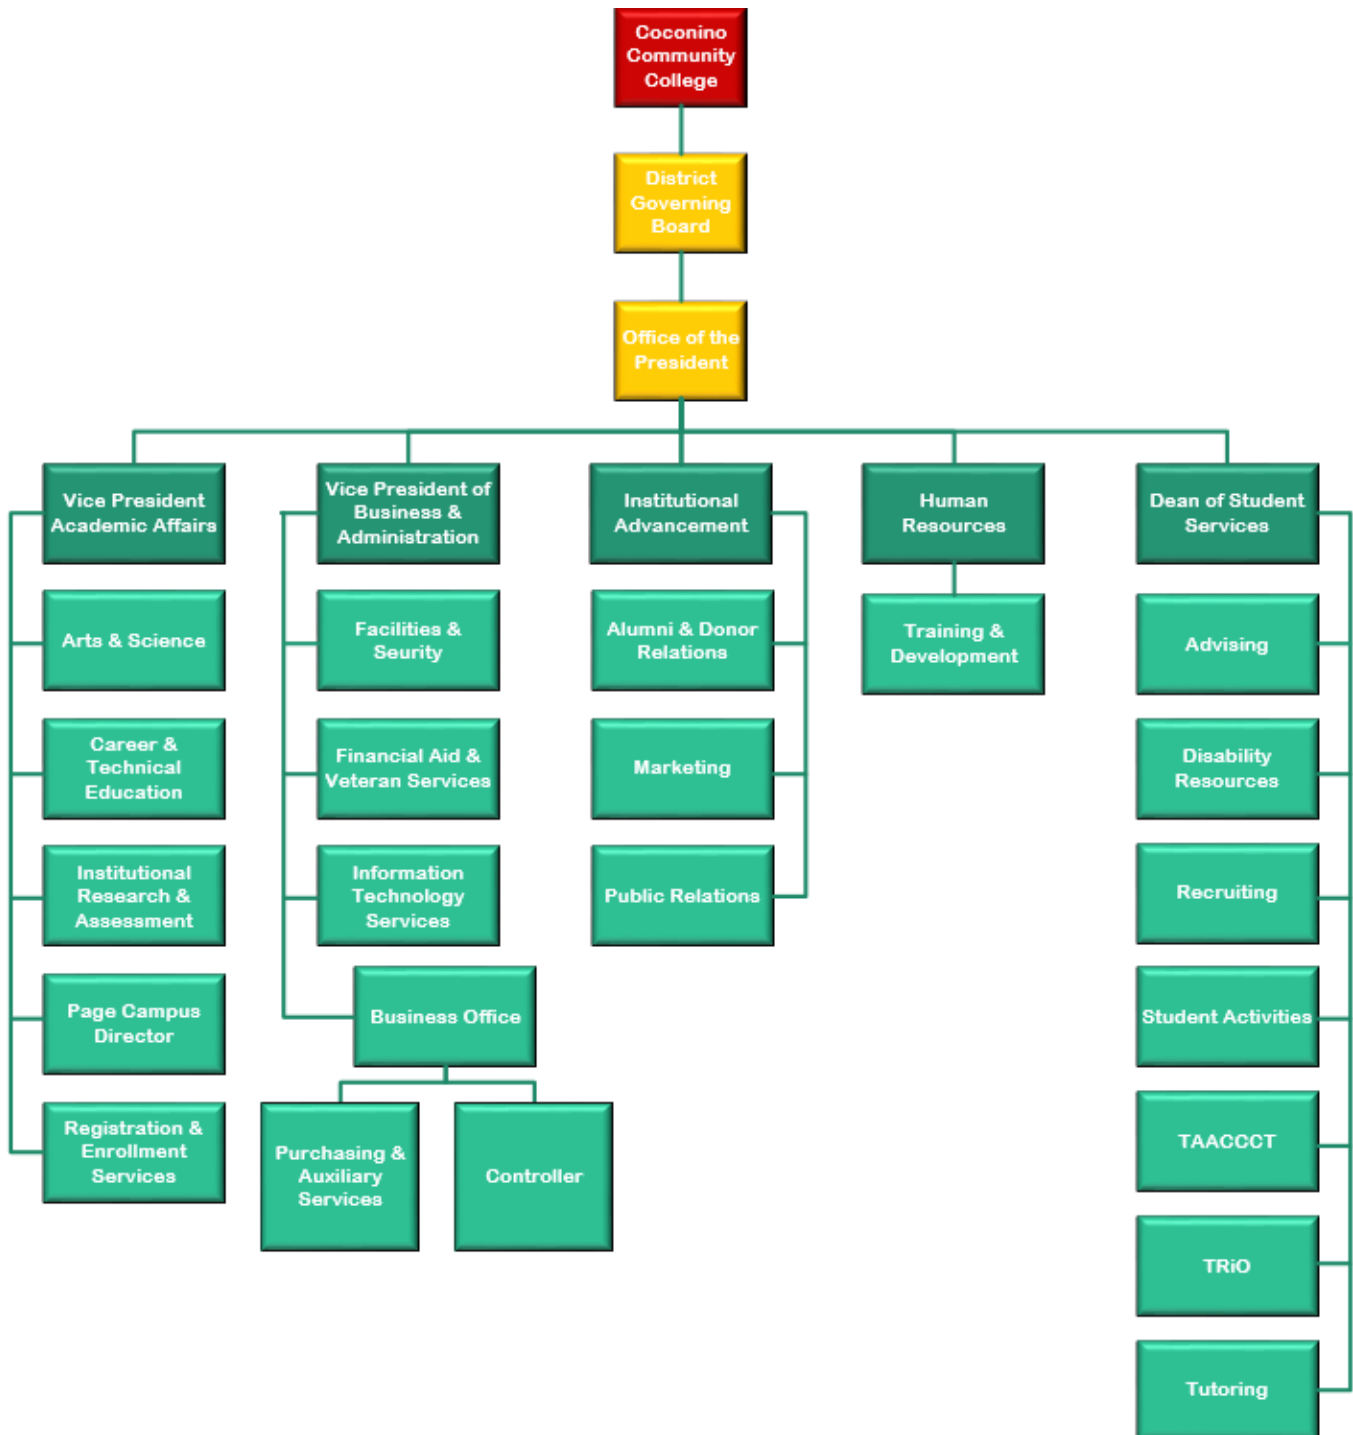 Coconino
Community
College
District
Governing
Board
Office of the
President
Vice President
Academic Affairs
Arts & Science
Career &
Technical
Education
Institutional
Research &
Assessment
Page Campus
Director
Registration &
Enrollment
Services
Vice President of
Business &
Administration
Facilities &
Seurity
Financial Aid &
Veteran Services
Information
Technology
Services
Business Office
Purchasing &
Auxiliary
Services
Controller
Institutional
Advancement
Alumni & Donor
Relations
Marketing
Public Relations
Human
Resources
Training &
Development
Dean of Student
Services
Advising
Disability
Resources
Recruiting
Student Activities
TAACCCT
TRiO
Tutoring